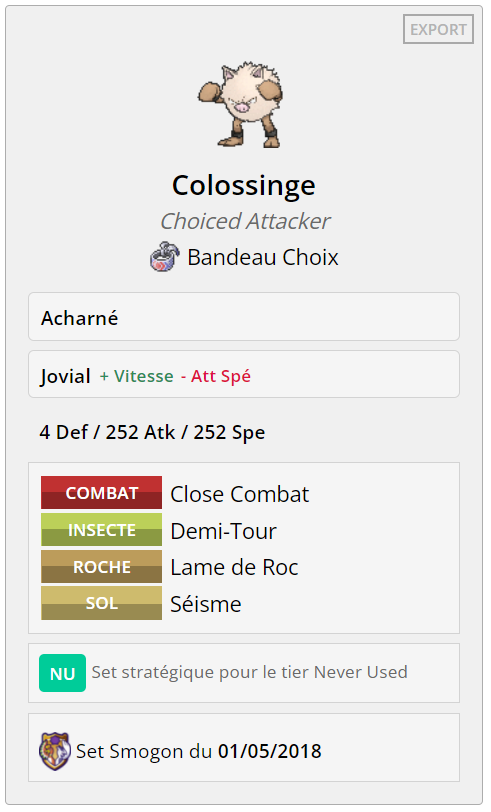 EXPORT
Colossinge
Choiced Attacker
Bandeau Choix
Acharné
Jovial + Vitesse - Att Spé
4 Def / 252 Atk / 252 Spe
COMBAT Close Combat
INSECTE Demi-Tour
ROCHE Lame de Roc
SOL Séisme
NU Set stratégique pour le tier Never Used
Set Smogon du 01/05/2018